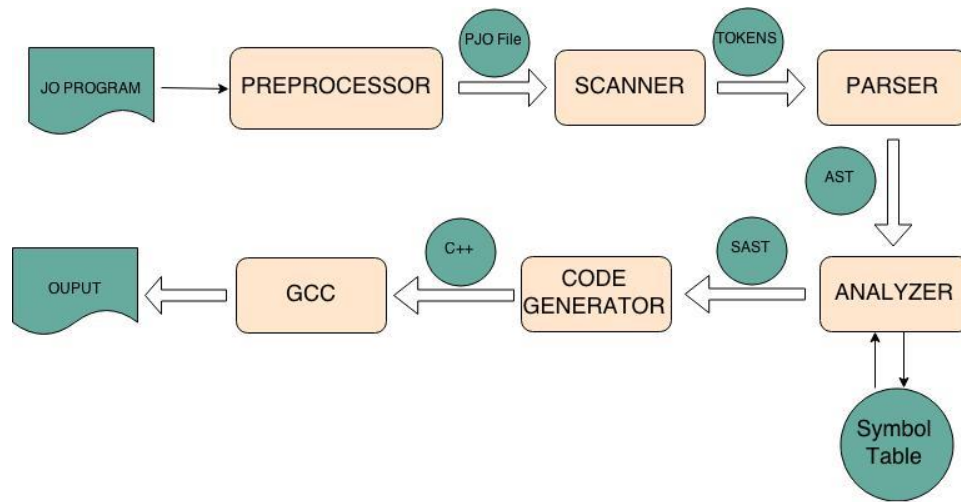 JO PROGRAM
PREPROCESSOR
PJO File
SCANNER
TOKENS
PARSER
AST
ANALYZER
Symbol
Table
SAST
CODE
GENERATOR
C++
GCC
OUPUT